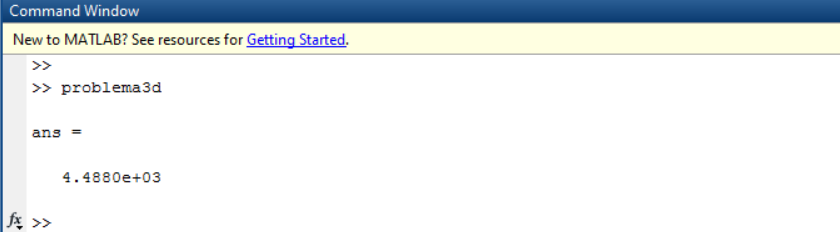 Command Window
New to MATLAB? See resources for Getting Started.
>>
>> problema3d
ans =
4.4880e+03
fx >>